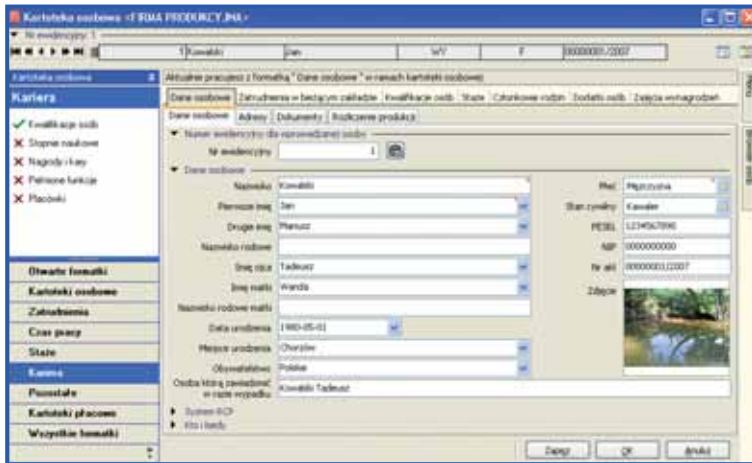 Kartoteka osobowa <FIRMA PRODUKCYJNA>
Nr ewidencyjny: 1
1 Kowalski Jan WY F 00000001/2007
Kartoteka osobowa
Aktualnie pracujesz z formatką "Dane osobowe" w ramach kartoteki osobowej
Kariera
Dane osobowe Zatrudnienia w bieżącym zakładzie Kwalifikacje osób Staże Członkowie rodzin Dodatki osób Zajęcia wynagrodzeń
Dane osobowe Adresy Dokumenty Rozliczenie produkcji
Kwalifikacje osób
Stopnie naukowe
Nagrody i kary
Pełnione funkcje
Placówki
Numer ewidencyjny dla wprowadzanej osoby
Nr ewidencyjny 1
Dane osobowe
Nazwisko Kowalski
Płeć Mężczyzna
Pierwsze imię Jan
Stan cywilny Kawaler
Drugie imię Mariusz
PESEL 1234567890
Nazwisko rodowe
NIP 0000000000
Imię ojca Tadeusz
Nr akt 00000001/2007
Imię matki Wanda
Zdjęcie
Nazwisko rodowe matki
Data urodzenia 1980-05-01
Miejsce urodzenia Chorzów
Obywatelstwo Polskie
Osoba którą zawiadomić
w razie wypadku Kowalski Tadeusz
System RCP
Kto i kiedy
Otwarte formatki
Kartoteki osobowe
Zatrudnienia
Czas pracy
Staże
Kariera
Pozostałe
Kartoteki płacowe
Wszystkie formatki
Zapisz OK Anuluj